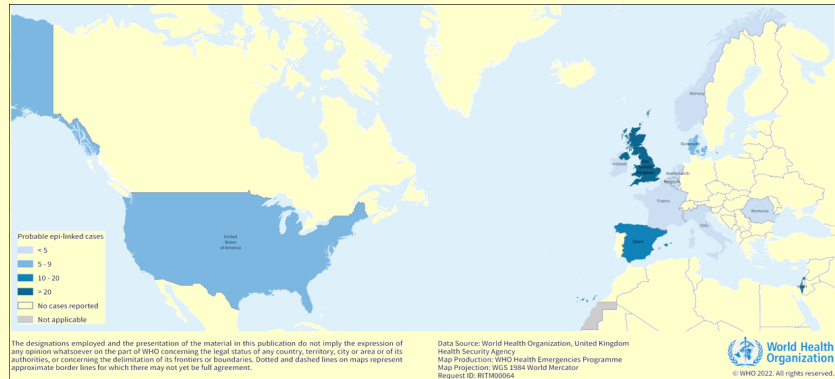 Norway
Denmark
Ireland
The
United
Kingdom
Netherlands
Belgium
France
Romania
Italy
Spain
United
States
of America
Probable epi-linked cases
< 5
5 - 9
10 - 20
> 20
No cases reported
Not applicable
The designations employed and the presentation of the material in this publication do not imply the expression of
any opinion whatsoever on the part of WHO concerning the legal status of any country, territory, city or area or of its
authorities, or concerning the delimitation of its frontiers or boundaries. Dotted and dashed lines on maps represent
approximate border lines for which there may not yet be full agreement.
Data Source: World Health Organization, United Kingdom
Health Security Agency
Map Production: WHO Health Emergencies Programme
Map Projection: WGS 1984 World Mercator
Request ID: RITM00064
World Health
Organization
© WHO 2022. All rights reserved.